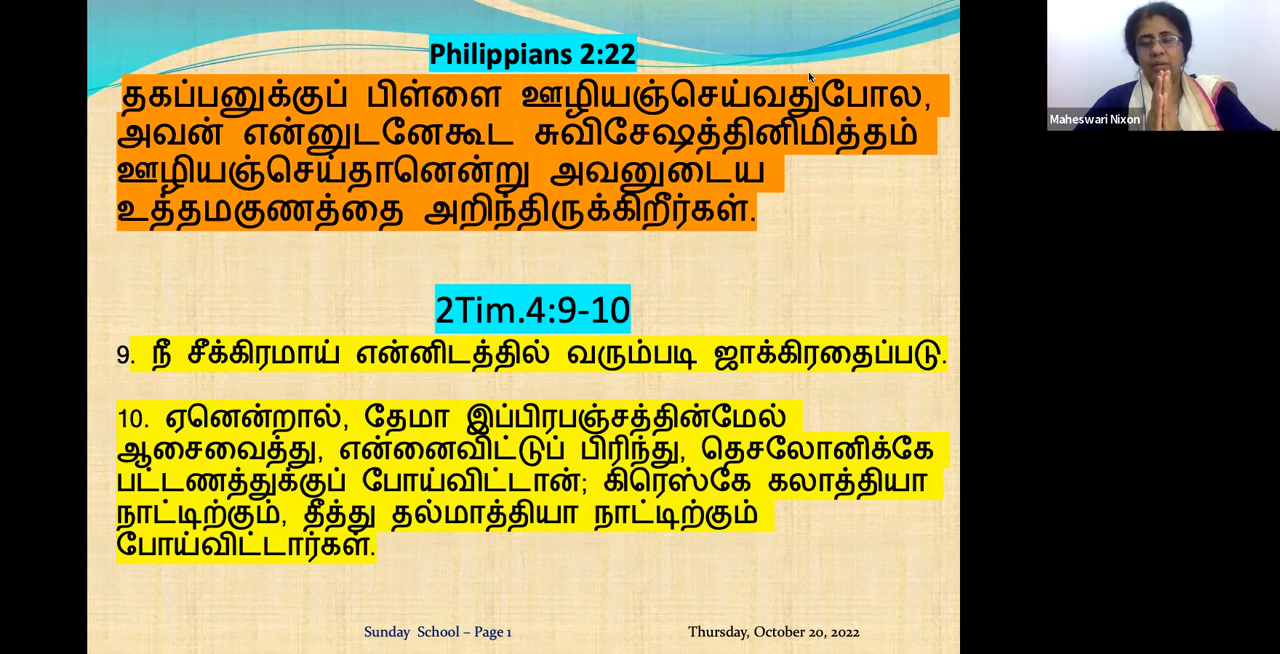 Philippians 2:22
தகப்பனுக்குப் பிள்ளை ஊழியஞ்செய்வதுபோல,
அவன் என்னுடனேகூட சுவிசேஷத்தினிமித்தம்
ஊழியஞ்செய்தானென்று அவனுடைய
உத்தமகுணத்தை அறிந்திருக்கிறீர்கள்.
2Tim.4:9-10
9. நீ சீக்கிரமாய் என்னிடத்தில் வரும்படி ஜாக்கிரதைப்படு.
10. ஏனென்றால், தேமா இப்பிரபஞ்சத்தின்மேல்
ஆசைவைத்து, என்னைவிட்டுப் பிரிந்து, தெசலோனிக்கே
பட்டணத்துக்குப் போய்விட்டான்; கிரெஸ்கே கலாத்தியா
நாட்டிற்கும், தீத்து தல்மாத்தியா நாட்டிற்கும்
போய்விட்டார்கள்.
Sunday School – Page 1
Thursday, October 20, 2022
Maheswari Nixon